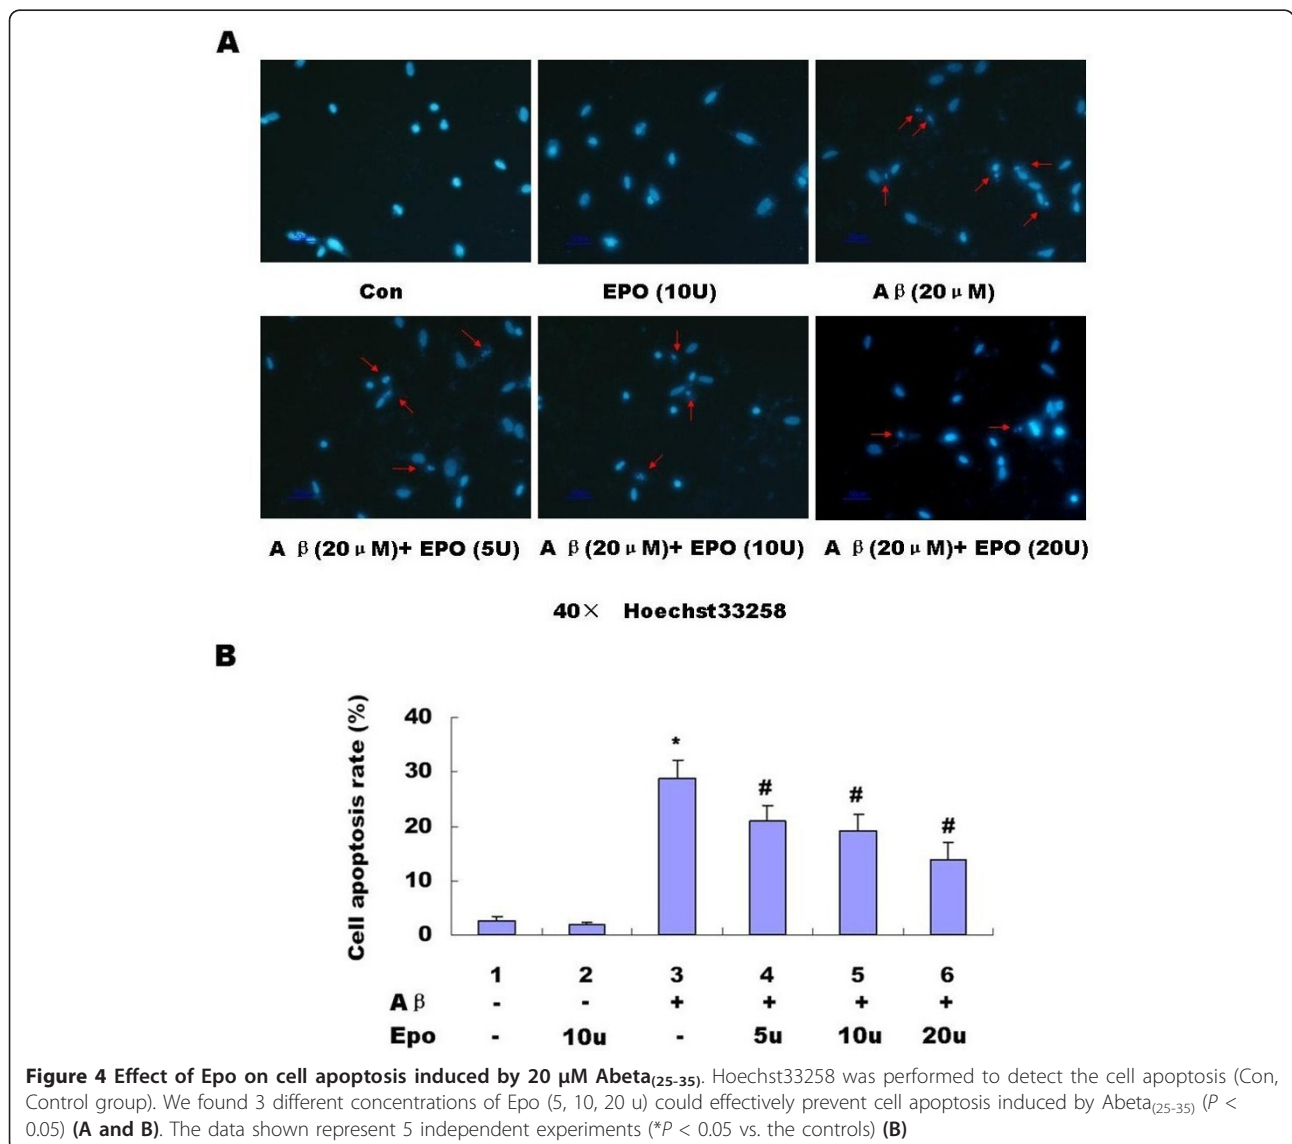 A
Con
EPO (10U)
A β (20 μ M)
A β (20 μ M)+ EPO (5U)
A β (20 μ M)+ EPO (10U)
A β (20 μ M)+ EPO (20U)
40× Hoechst33258
B
Cell apoptosis rate (%)
40
30
20
10
0
*
#
#
#
1 2 3 4 5 6
A β - - + + + +
Epo - 10u - 5u 10u 20u
Figure 4 Effect of Epo on cell apoptosis induced by 20 μM Abeta(25-35). Hoechst33258 was performed to detect the cell apoptosis (Con,
Control group). We found 3 different concentrations of Epo (5, 10, 20 u) could effectively prevent cell apoptosis induced by Abeta(25-35) (P <
0.05) (A and B). The data shown represent 5 independent experiments (*P < 0.05 vs. the controls) (B)